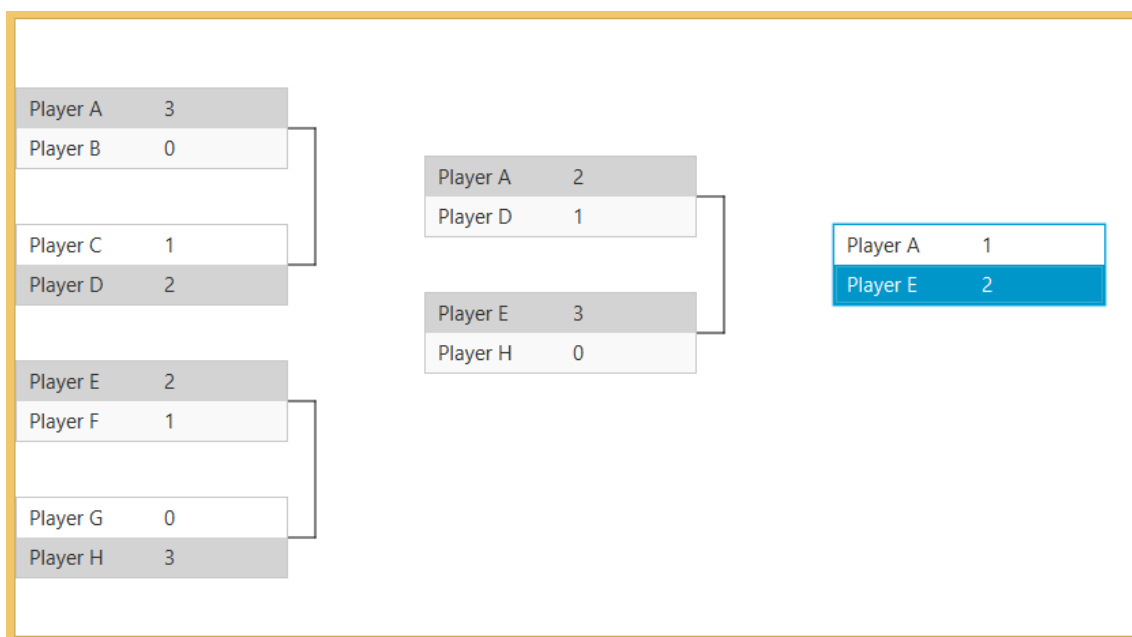 Player A 3
Player B 0
Player C 1
Player D 2
Player E 2
Player F 1
Player G 0
Player H 3
Player A 2
Player D 1
Player E 3
Player H 0
Player A 1
Player E 2